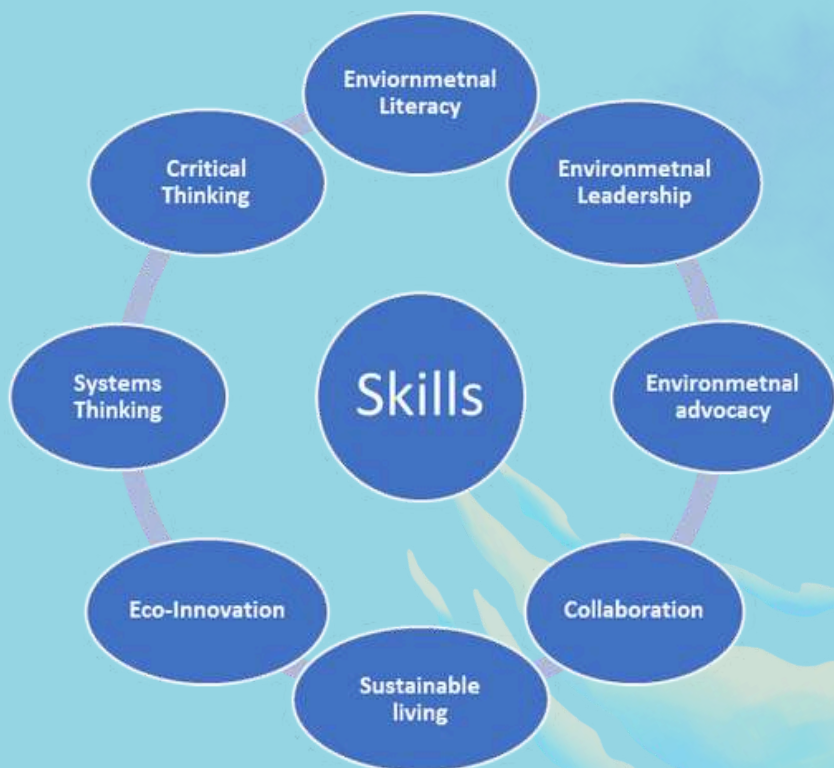 Enviornmetnal
Literacy
Crritical
Thinking
Environmetnal
Leadership
Systems
Thinking
Skills
Environmetnal
advocacy
Eco-Innovation
Collaboration
Sustainable
living